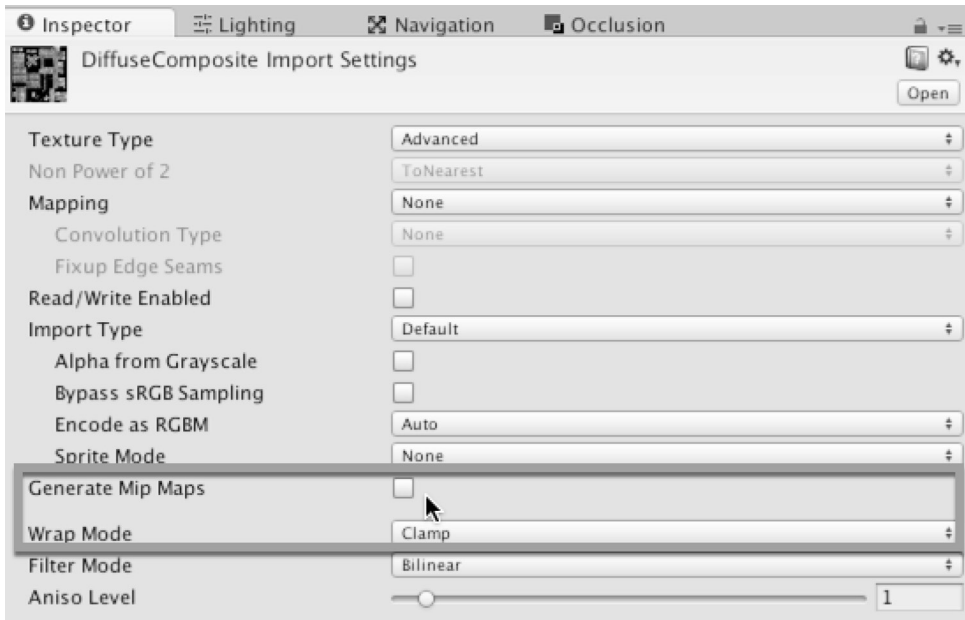 Inspector Lighting Navigation Occlusion
DiffuseComposite Import Settings
Open
Texture Type Advanced
Non Power of 2 ToNearest
Mapping None
Convolution Type None
Fixup Edge Seams
Read/Write Enabled
Import Type Default
Alpha from Grayscale
Bypass sRGB Sampling
Encode as RGBM Auto
Sprite Mode None
Generate Mip Maps
Wrap Mode Clamp
Filter Mode Bilinear
Aniso Level 1